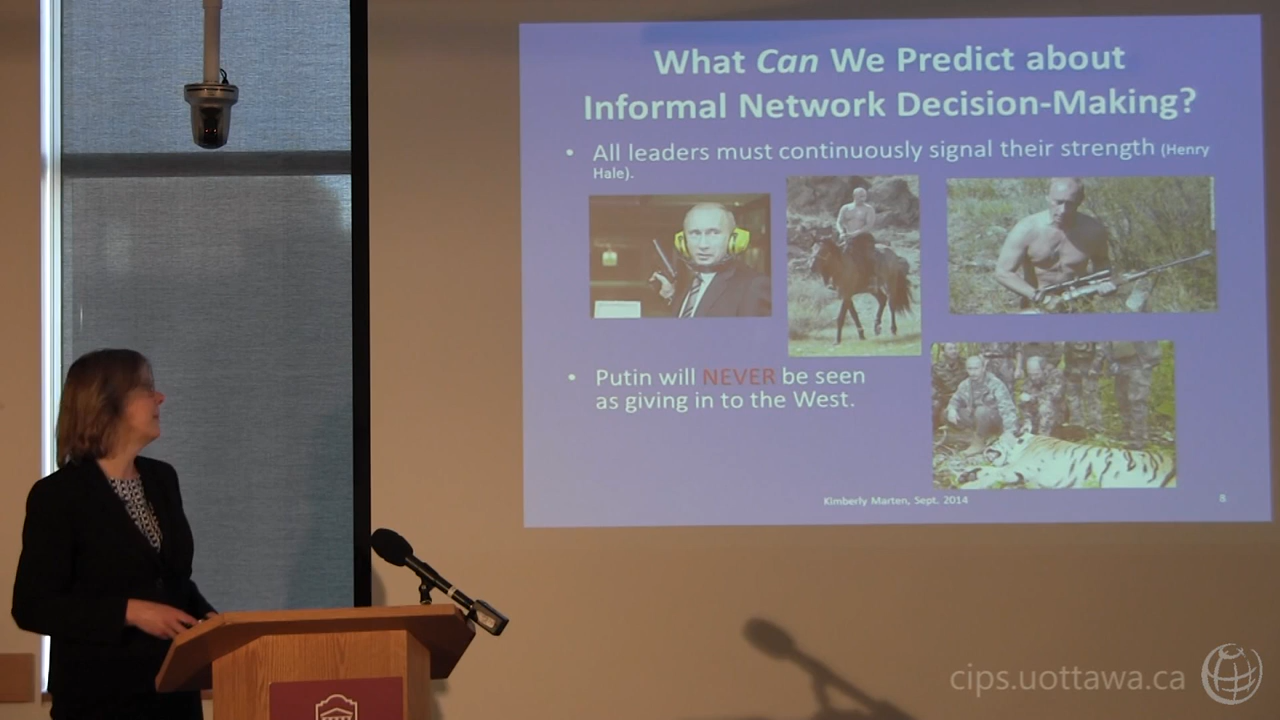 What Can We Predict about
Informal Network Decision-Making?
• All leaders must continuously signal their strength (Henry
Hale).
• Putin will NEVER be seen
as giving in to the West.
Kimberly Marten, Sept. 2014
8
cips.uottawa.ca